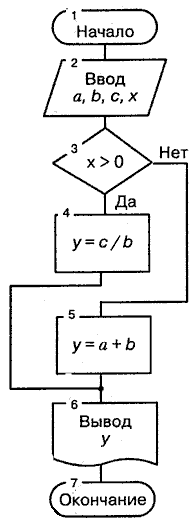 1
Начало
2
Ввод
a, b, c, x
3
x > 0
Нет
Да
4
y = c / b
5
y = a + b
6
Вывод
y
7
Окончание